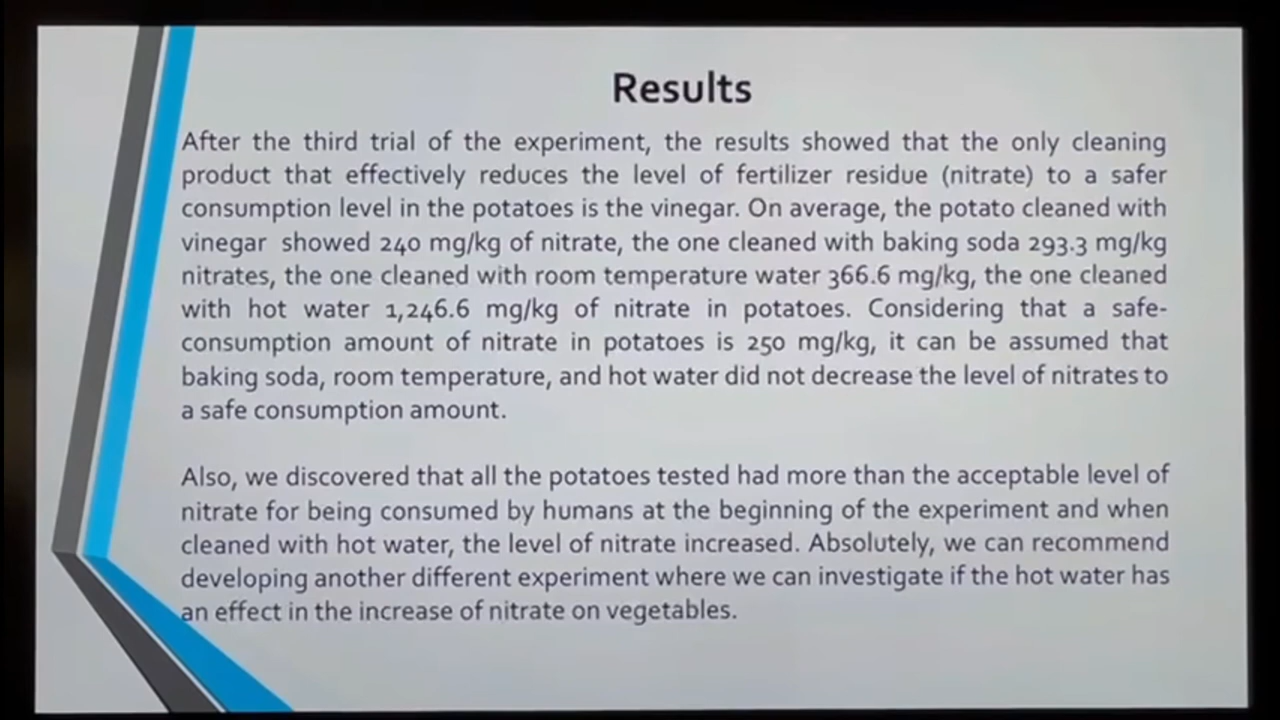 Results
After the third trial of the experiment, the results showed that the only cleaning
product that effectively reduces the level of fertilizer residue (nitrate) to a safer
consumption level in the potatoes is the vinegar. On average, the potato cleaned with
vinegar showed 240 mg/kg of nitrate, the one cleaned with baking soda 293.3 mg/kg
nitrates, the one cleaned with room temperature water 366.6 mg/kg, the one cleaned
with hot water 1,246.6 mg/kg of nitrate in potatoes. Considering that a safe-
consumption amount of nitrate in potatoes is 250 mg/kg, it can be assumed that
baking soda, room temperature, and hot water did not decrease the level of nitrates to
a safe consumption amount.
Also, we discovered that all the potatoes tested had more than the acceptable level of
nitrate for being consumed by humans at the beginning of the experiment and when
cleaned with hot water, the level of nitrate increased. Absolutely, we can recommend
developing another different experiment where we can investigate if the hot water has
an effect in the increase of nitrate on vegetables.